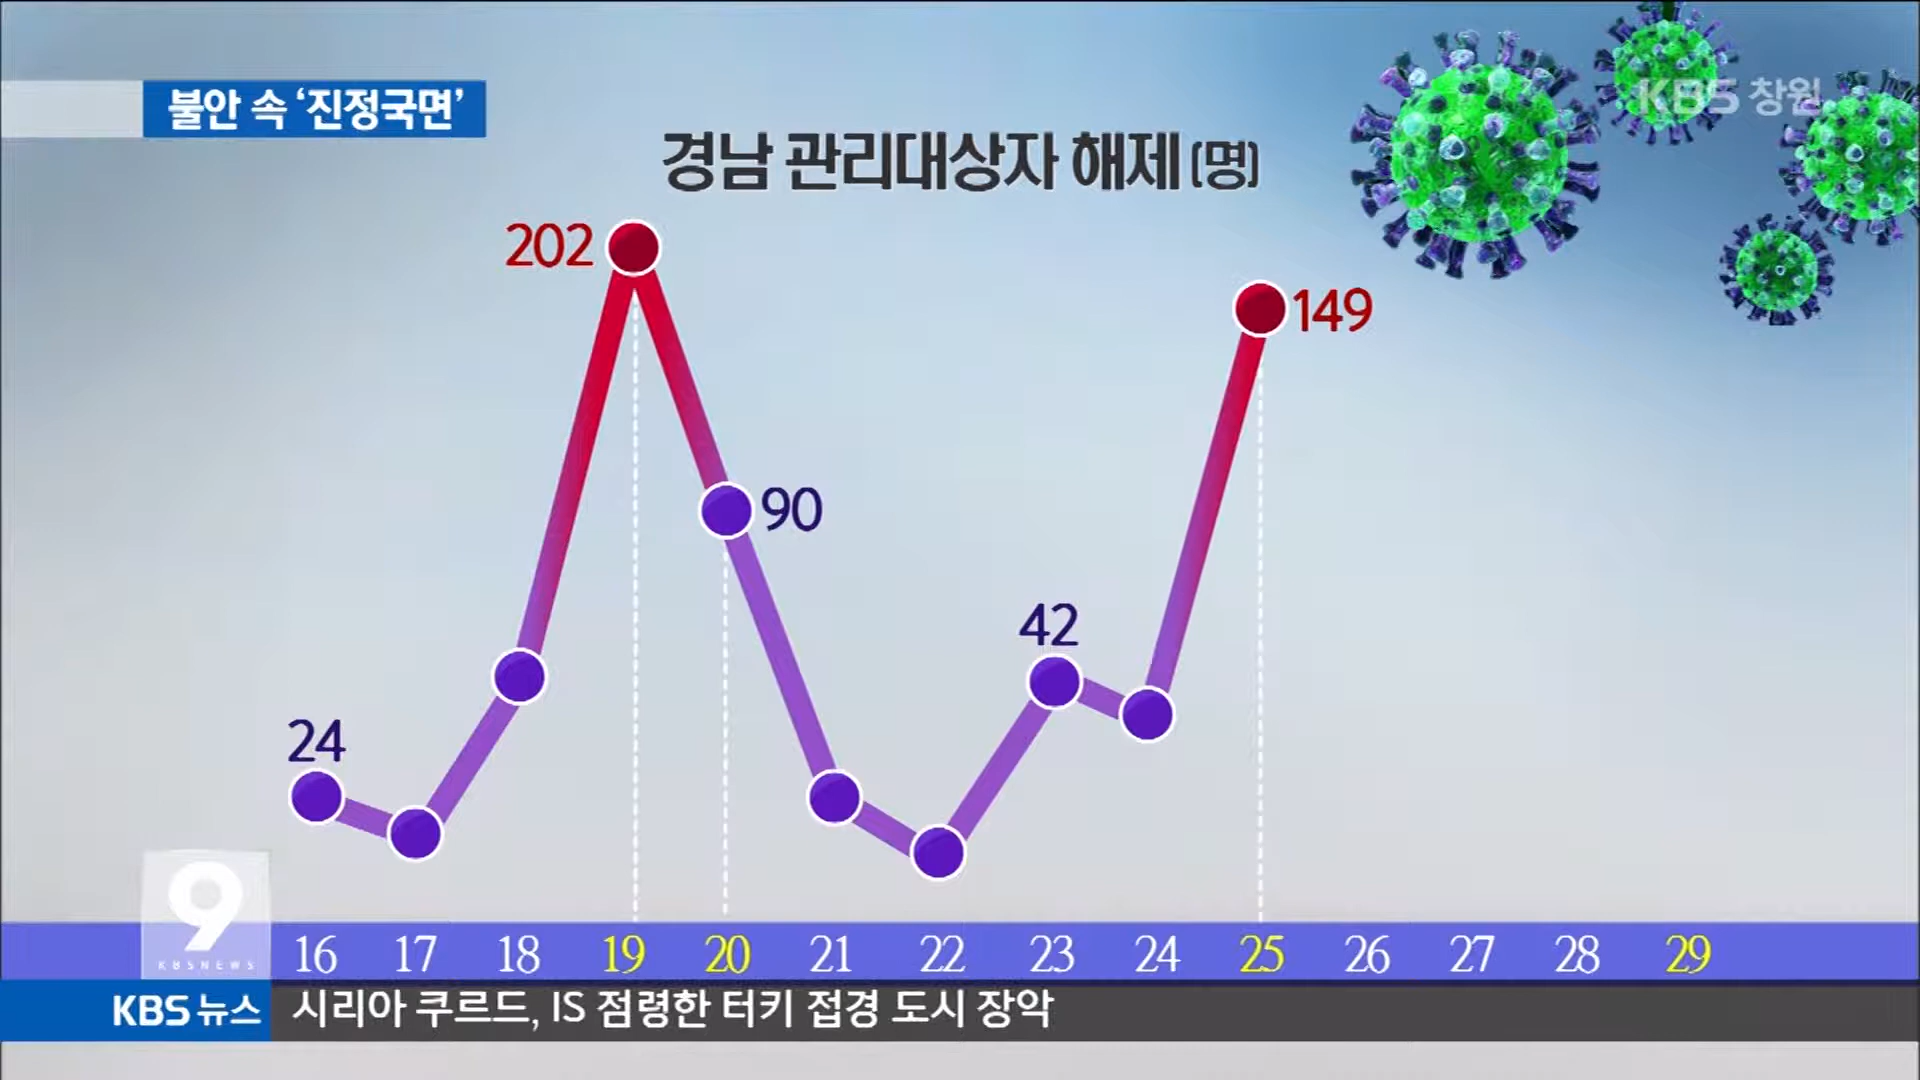 불안 속 ‘진정국면’
KBS 창원
경남 관리대상자 해제 (명)
202
149
90
42
24
9
KBS NEWS
16 17 18 19 20 21 22 23 24 25 26 27 28 29
KBS 뉴스
시리아 쿠르드, IS 점령한 터키 접경 도시 장악